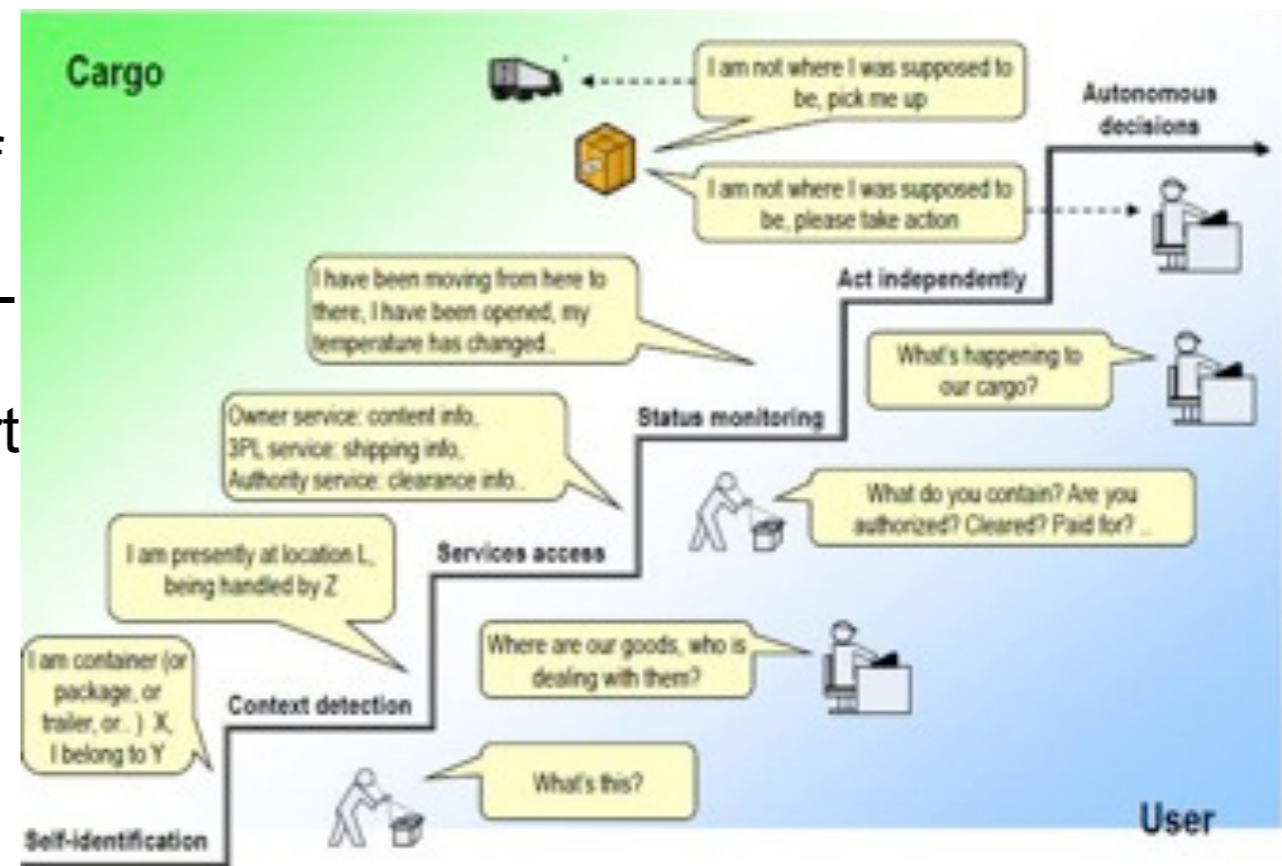 Cargo
I am not where I was supposed to
be, pick me up
Autonomous
decisions
I am not where I was supposed to
be, please take action
I have been moving from here to
there, I have been opened, my
temperature has changed..
Act independently
What's happening to
our cargo?
Owner service: content info,
3PL service: shipping info,
Authority service: clearance info..
Status monitoring
What do you contain? Are you
authorized? Cleared? Paid for? ..
I am presently at location L,
being handled by Z
Services access
Where are our goods, who is
dealing with them?
I am container (or
package, or
trailer, or.. ) X,
I belong to Y
Context detection
What's this?
Self-identification
User